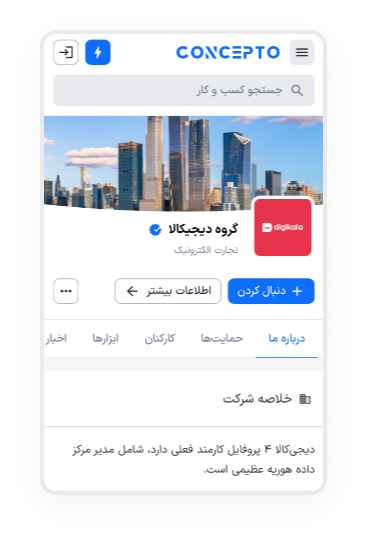 CONCEPTO
جستجو کسب و کار
digikala
گروه دیجیکالا
تجارت الکترونیک
دنبال کردن
اطلاعات بیشتر
درباره ما حمایت‌ها کارکنان ابزارها اخبار
خلاصه شرکت
دیجی‌کالا ۴ پروفایل کارمند فعلی دارد، شامل مدیر مرکز
داده هوریه عظیمی است.